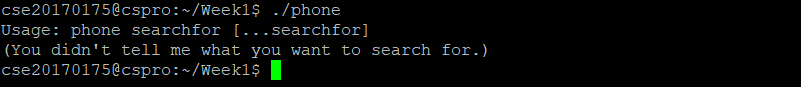 cse20170175@cspro:~/Week1$ ./phone
Usage: phone searchfor [...searchfor]
(You didn't tell me what you want to search for.)
cse20170175@cspro:~/Week1$